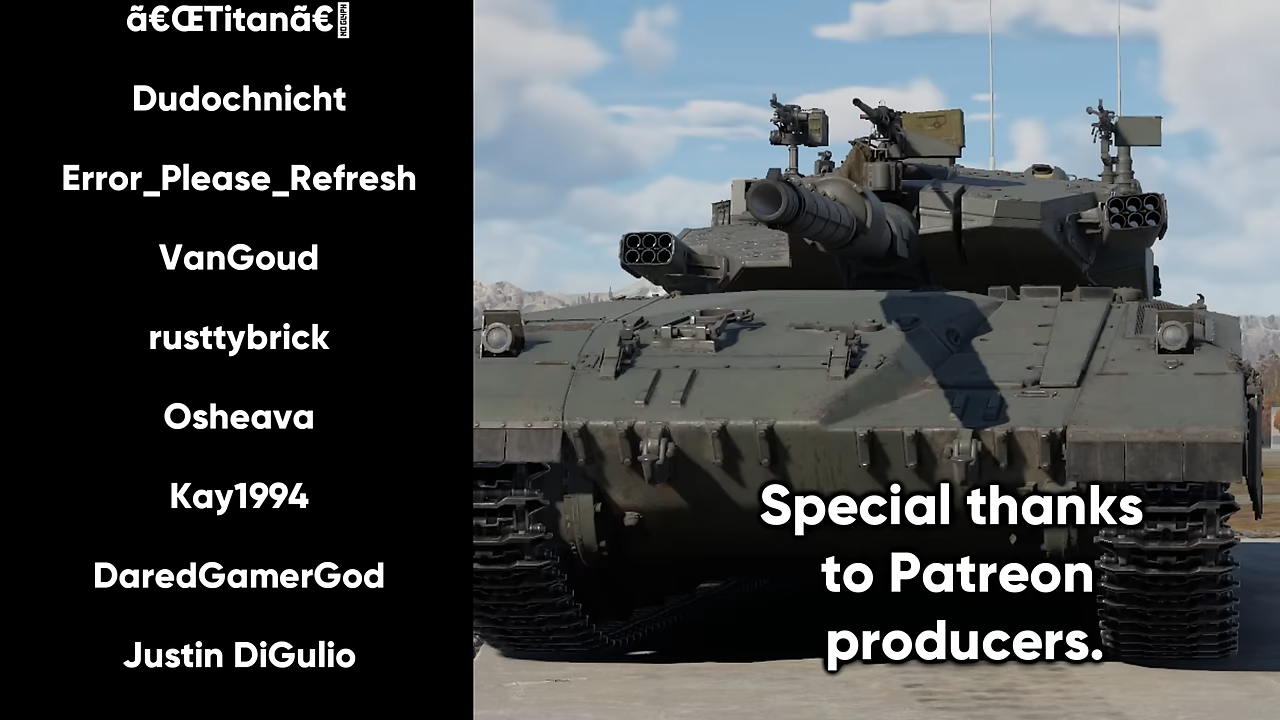 ã€ŒTitanã€
Dudochnicht
Error_Please_Refresh
VanGoud
rusttybrick
Osheava
Kay1994
DaredGamerGod
Justin DiGulio
Special thanks
to Patreon
producers.